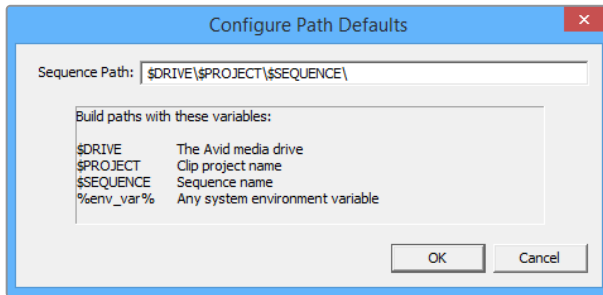 Configure Path Defaults
Sequence Path: $DRIVE\$PROJECT\$SEQUENCE\
Build paths with these variables:
$DRIVE The Avid media drive
$PROJECT Clip project name
$SEQUENCE Sequence name
%env_var% Any system environment variable
OK Cancel